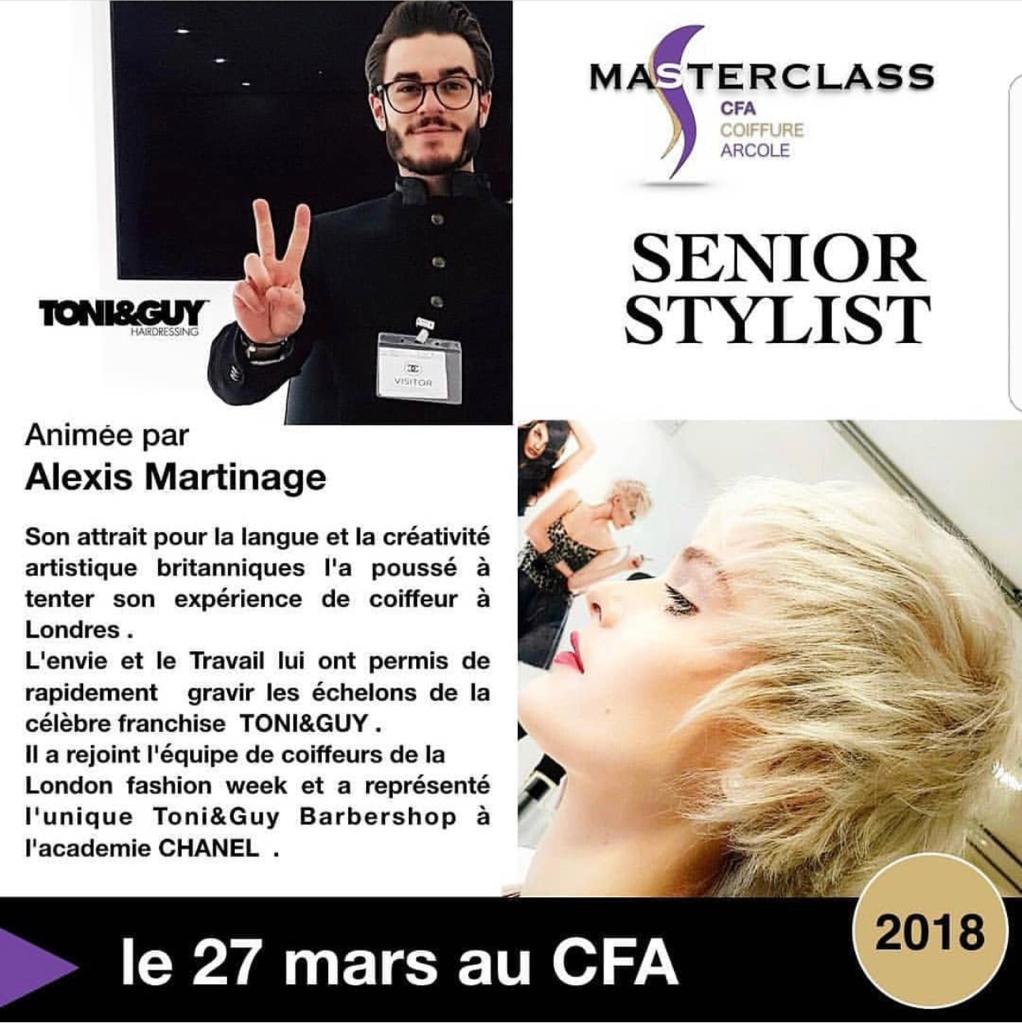 MASTERCLASS
CFA
COIFFURE
ARCOLE
SENIOR
STYLIST
TONI&GUY
HAIRDRESSING
VISITOR
Animée par
Alexis Martinage
Son attrait pour la langue et la créativité
artistique britanniques l'a poussé à
tenter son expérience de coiffeur à
Londres .
L'envie et le Travail lui ont permis de
rapidement gravir les échelons de la
célèbre franchise TONI&GUY .
Il a rejoint l'équipe de coiffeurs de la
London fashion week et a représenté
l'unique Toni&Guy Barbershop à
l'academie CHANEL .
le 27 mars au CFA
2018